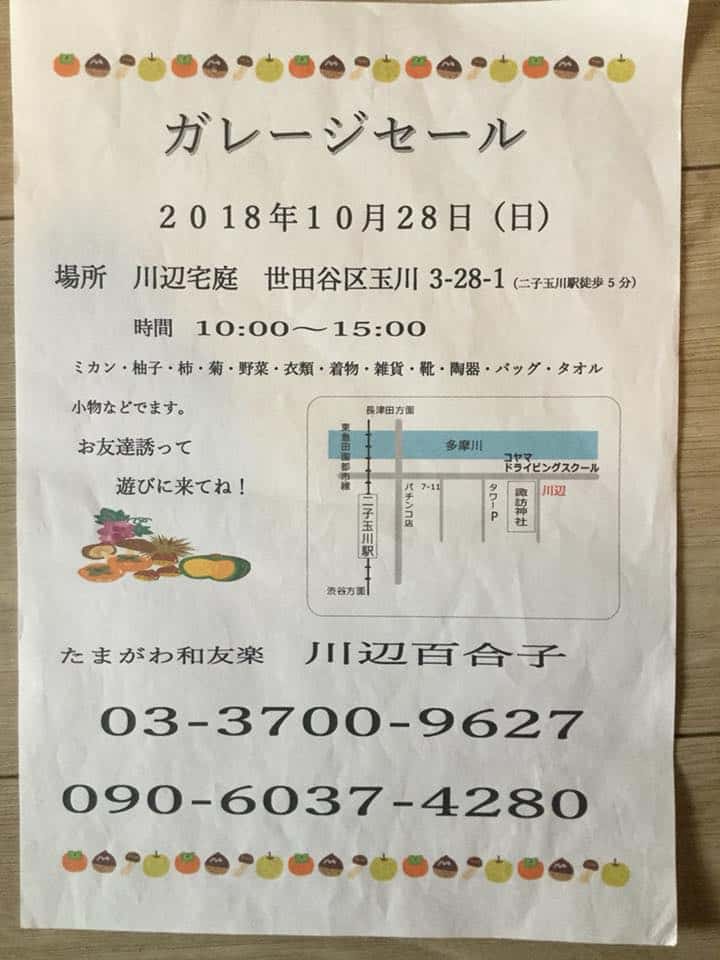 ガレージセール
2018年10月28日（日）
場所　川辺宅庭　世田谷区玉川 3-28-1（二子玉川駅徒歩 5 分）
時間　10:00～15:00
ミカン・柚子・柿・菊・野菜・衣類・着物・雑貨・靴・陶器・バッグ・タオル
小物などでます。
お友達誘って
遊びに来てね！
長津田方面
東急田園都市線
多摩川
コヤマ
ドライビングスクール
二子玉川駅
パチンコ店
7-11
タワーP
諏訪神社
川辺
渋谷方面
たまがわ和友楽　川辺百合子
03-3700-9627
090-6037-4280